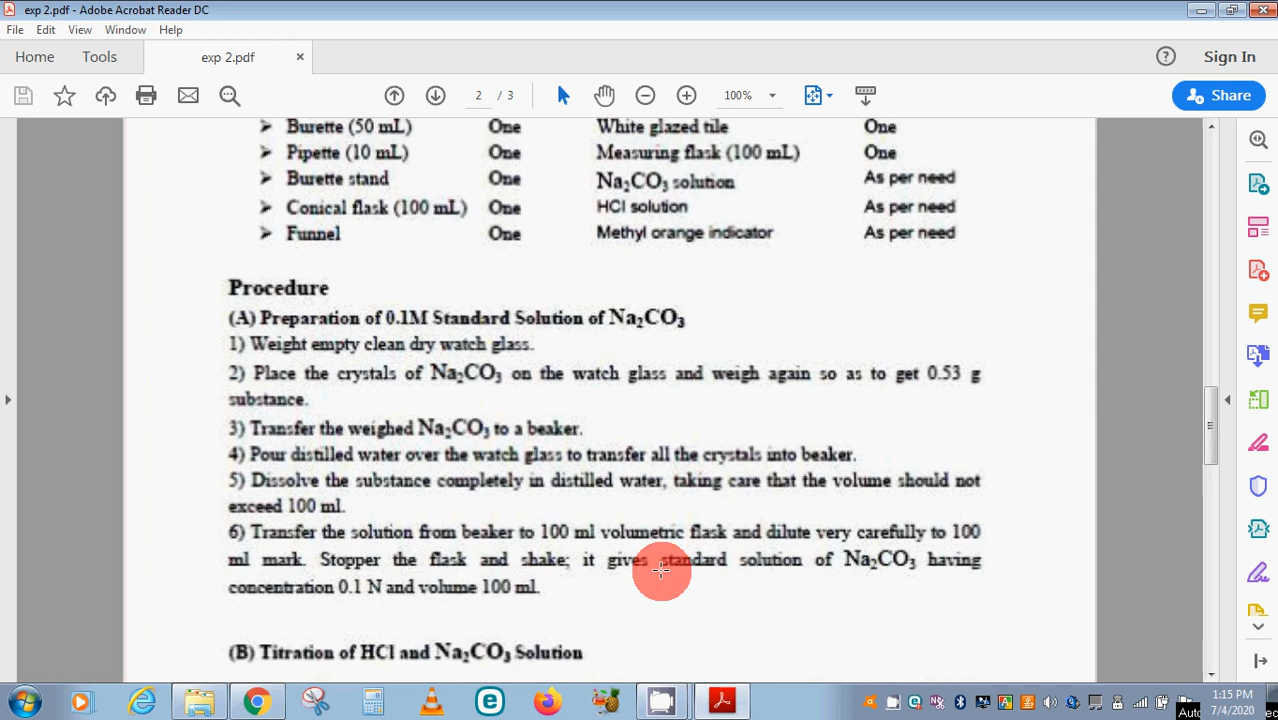 exp 2.pdf - Adobe Acrobat Reader DC
File Edit View Window Help
Home Tools exp 2.pdf × Sign In
2 / 3 100% Share
➢ Burette (50 mL) One White glazed tile One
➢ Pipette (10 mL) One Measuring flask (100 mL) One
➢ Burette stand One Na₂CO₃ solution As per need
➢ Conical flask (100 mL) One HCl solution As per need
➢ Funnel One Methyl orange indicator As per need
Procedure
(A) Preparation of 0.1M Standard Solution of Na₂CO₃
1) Weight empty clean dry watch glass.
2) Place the crystals of Na₂CO₃ on the watch glass and weigh again so as to get 0.53 g
substance.
3) Transfer the weighed Na₂CO₃ to a beaker.
4) Pour distilled water over the watch glass to transfer all the crystals into beaker.
5) Dissolve the substance completely in distilled water, taking care that the volume should not
exceed 100 ml.
6) Transfer the solution from beaker to 100 ml volumetric flask and dilute very carefully to 100
ml mark. Stopper the flask and shake; it gives standard solution of Na₂CO₃ having
concentration 0.1 N and volume 100 ml.
(B) Titration of HCl and Na₂CO₃ Solution
1:15 PM
7/4/2020